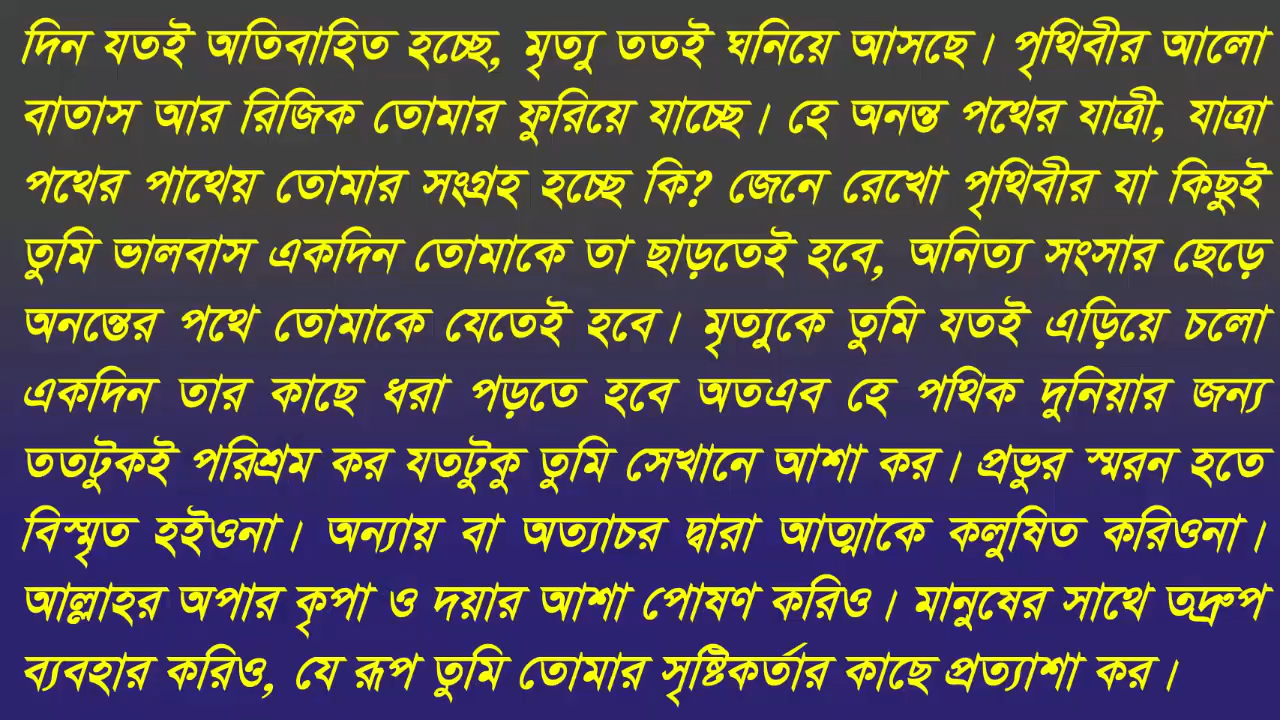 দিন যতই অতিবাহিত হচ্ছে, মৃত্যু ততই ঘনিয়ে আসছে। পৃথিবীর আলো
বাতাস আর রিজিক তোমার ফুরিয়ে যাচ্ছে। হে অনন্ত পথের যাত্রী, যাত্রা
পথের পাথেয় তোমার সংগ্রহ হচ্ছে কি? জেনে রেখো পৃথিবীর যা কিছুই
তুমি ভালবাস একদিন তোমাকে তা ছাড়তেই হবে, অনিত্য সংসার ছেড়ে
অনন্তের পথে তোমাকে যেতেই হবে। মৃত্যুকে তুমি যতই এড়িয়ে চলো
একদিন তার কাছে ধরা পড়তে হবে অতএব হে পথিক দুনিয়ার জন্য
ততটুকই পরিশ্রম কর যতটুকু তুমি সেখানে আশা কর। প্রভুর স্মরন হতে
বিস্মৃত হইওনা। অন্যায় বা অত্যাচর দ্বারা আত্মাকে কলুষিত করিওনা।
আল্লাহর অপার কৃপা ও দয়ার আশা পোষণ করিও। মানুষের সাথে তদ্রুপ
ব্যবহার করিও, যে রূপ তুমি তোমার সৃষ্টিকর্তার কাছে প্রত্যাশা কর।